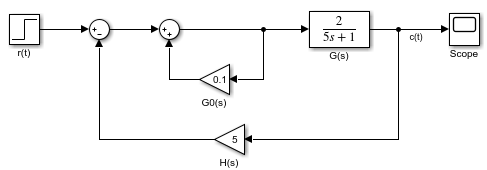 r(t)
+
-
+
+
0.1
G0(s)
2
5s + 1
G(s)
c(t)
Scope
5
H(s)